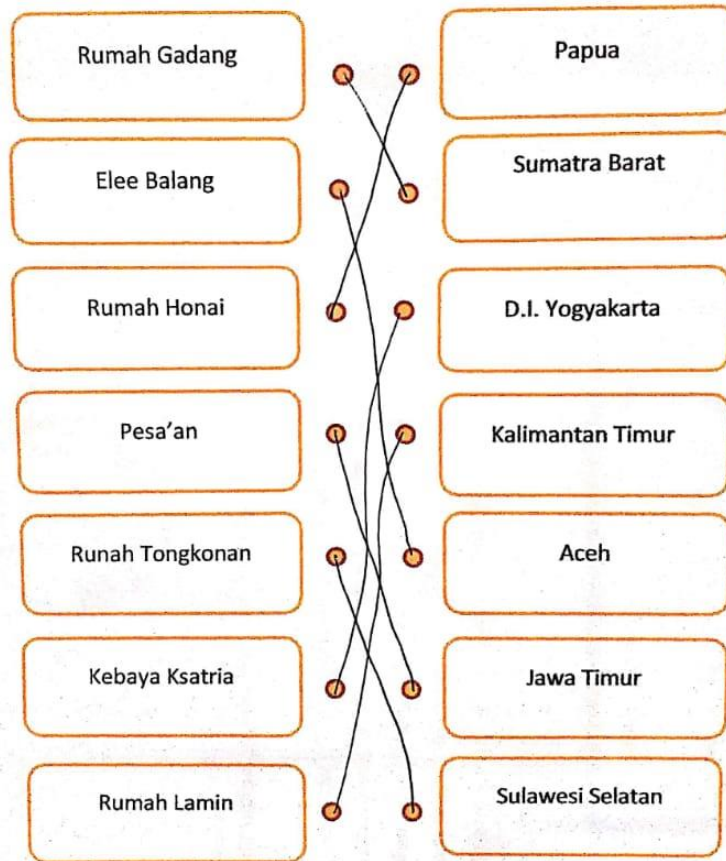 Rumah Gadang
Papua
Elee Balang
Sumatra Barat
Rumah Honai
D.I. Yogyakarta
Pesa'an
Kalimantan Timur
Runah Tongkonan
Aceh
Kebaya Ksatria
Jawa Timur
Rumah Lamin
Sulawesi Selatan